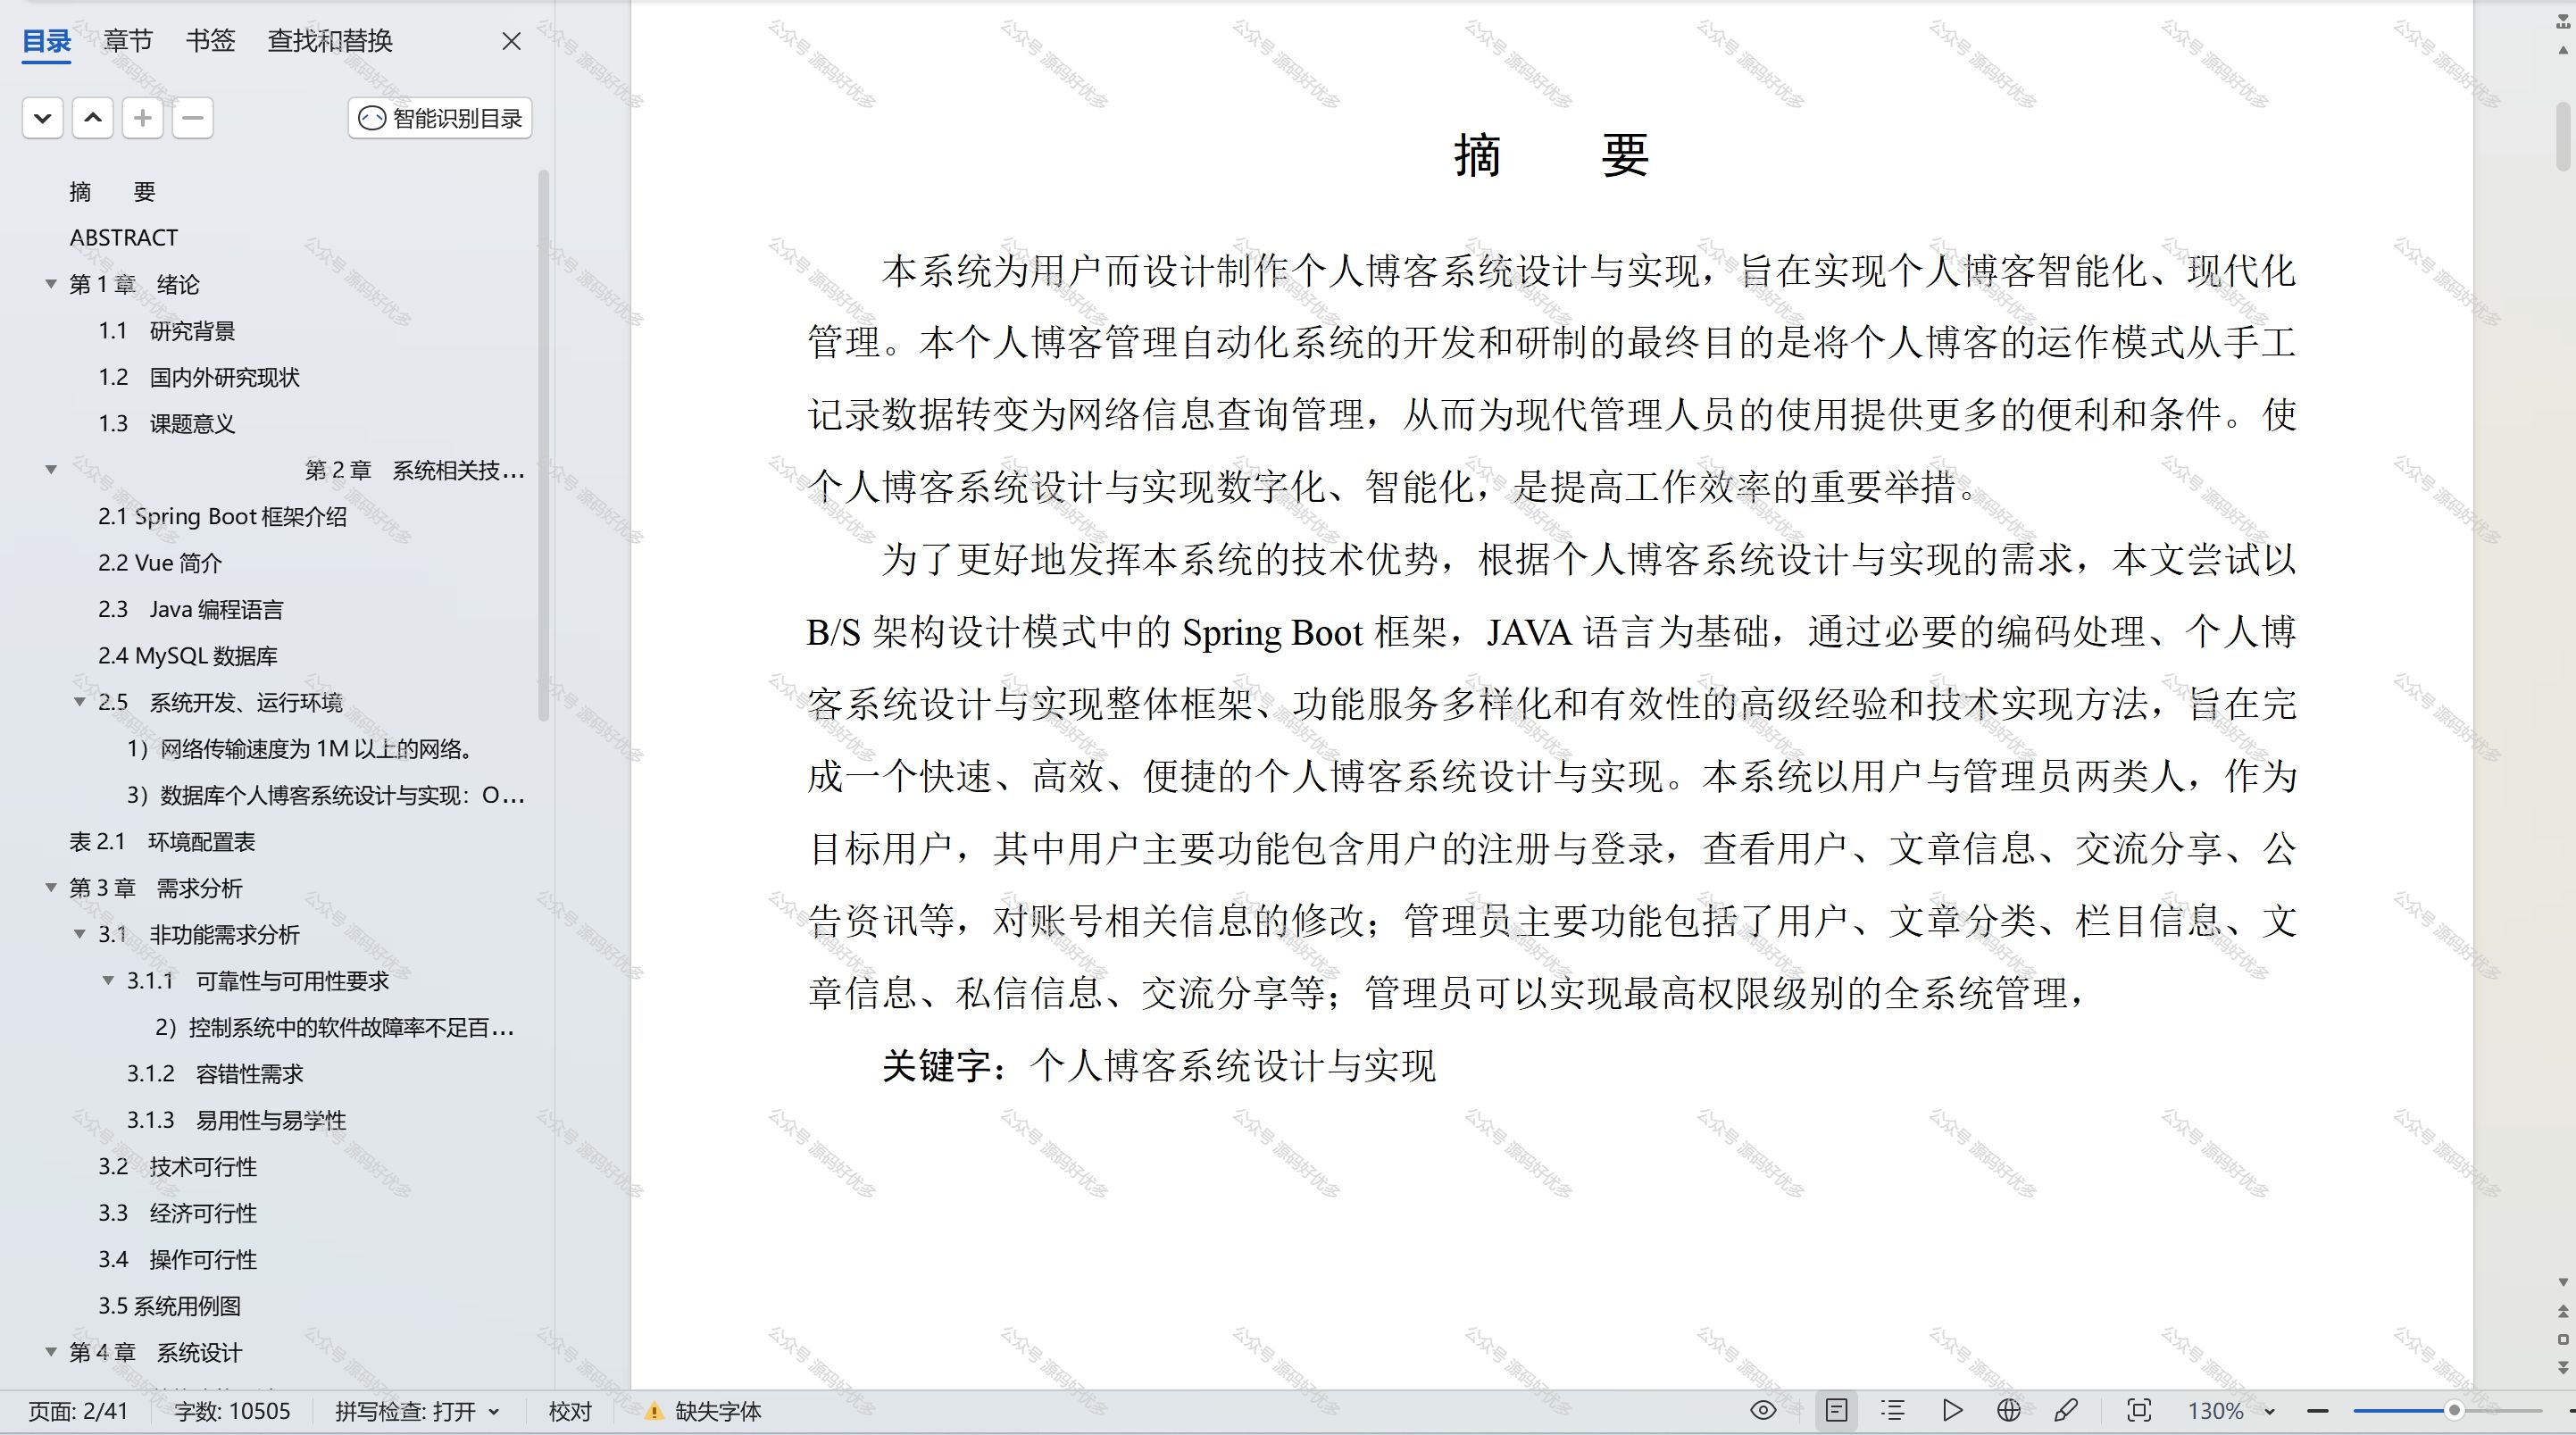 目录 章节 书签 查找和替换
智能识别目录
摘 要
ABSTRACT
第 1 章 绪论
1.1 研究背景
1.2 国内外研究现状
1.3 课题意义
第 2 章 系统相关技...
2.1 Spring Boot 框架介绍
2.2 Vue 简介
2.3 Java 编程语言
2.4 MySQL 数据库
2.5 系统开发、运行环境
1）网络传输速度为 1M 以上的网络。
3）数据库个人博客系统设计与实现：O...
表 2.1 环境配置表
第 3 章 需求分析
3.1 非功能需求分析
3.1.1 可靠性与可用性要求
2）控制系统中的软件故障率不足百...
3.1.2 容错性需求
3.1.3 易用性与易学性
3.2 技术可行性
3.3 经济可行性
3.4 操作可行性
3.5 系统用例图
第 4 章 系统设计
摘 要
本系统为用户而设计制作个人博客系统设计与实现，旨在实现个人博客智能化、现代化
管理。本个人博客管理自动化系统的开发和研制的最终目的是将个人博客的运作模式从手工
记录数据转变为网络信息查询管理，从而为现代管理人员的使用提供更多的便利和条件。使
个人博客系统设计与实现数字化、智能化，是提高工作效率的重要举措。
为了更好地发挥本系统的技术优势，根据个人博客系统设计与实现的需求，本文尝试以
B/S 架构设计模式中的 Spring Boot 框架，JAVA 语言为基础，通过必要的编码处理、个人博
客系统设计与实现整体框架、功能服务多样化和有效性的高级经验和技术实现方法，旨在完
成一个快速、高效、便捷的个人博客系统设计与实现。本系统以用户与管理员两类人，作为
目标用户，其中用户主要功能包含用户的注册与登录，查看用户、文章信息、交流分享、公
告资讯等，对账号相关信息的修改；管理员主要功能包括了用户、文章分类、栏目信息、文
章信息、私信信息、交流分享等；管理员可以实现最高权限级别的全系统管理，
关键字：个人博客系统设计与实现
页面: 2/41 字数: 10505 拼写检查: 打开 校对 缺失字体 130%
公众号 源码好优多